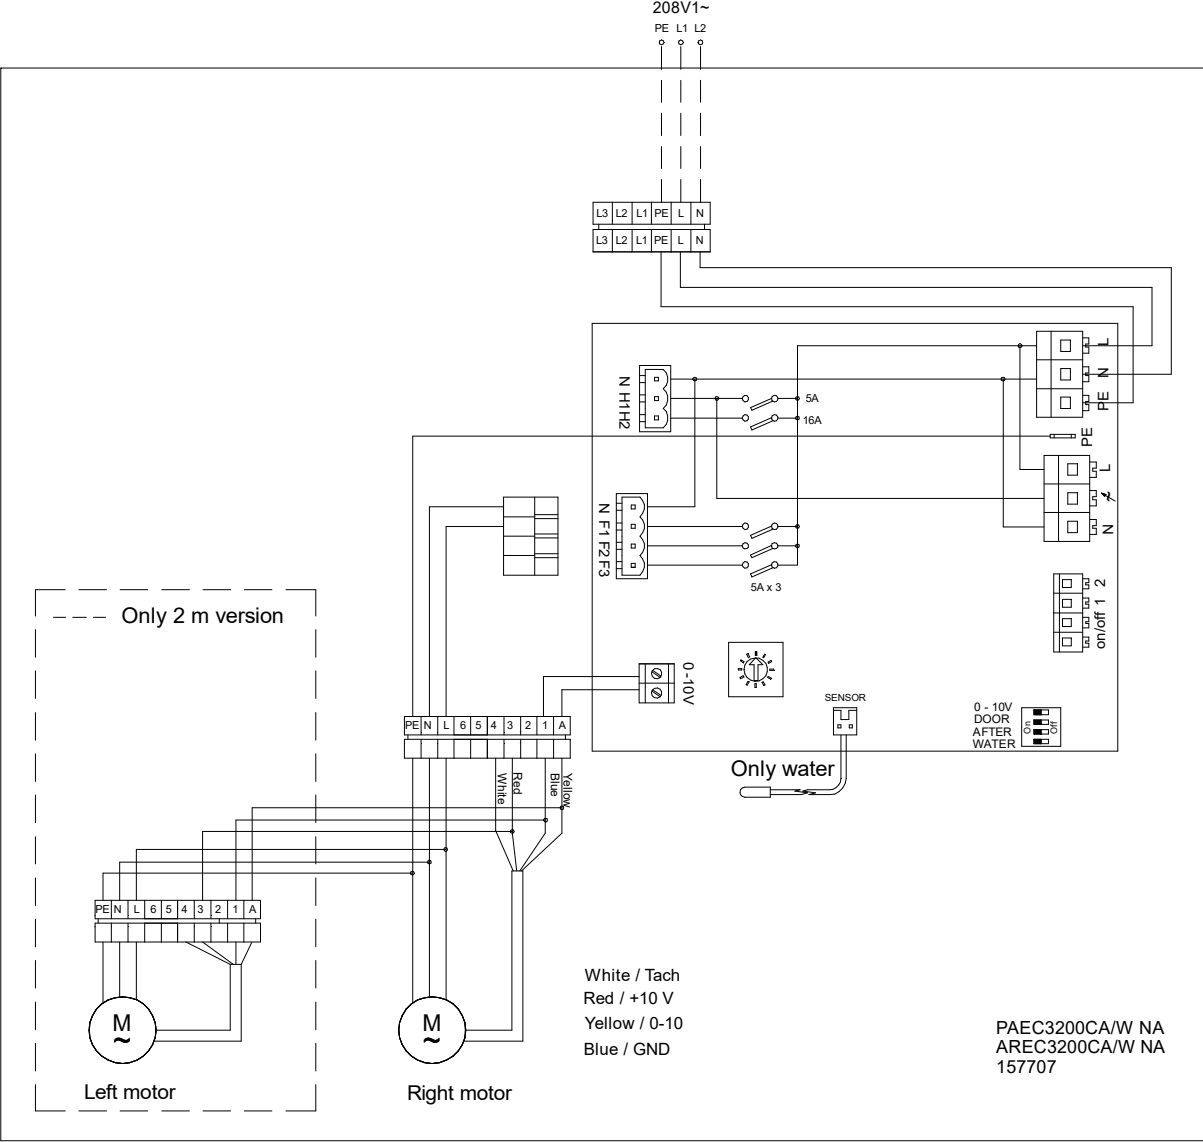 208V1~
PE L1 L2
L3 L2 L1 PE L N
L3 L2 L1 PE L N
L
N
PE
PE
N H1 H2
5A
16A
L
N
N F1 F2 F3
5A x 3
on/off 1 2
Only 2 m version
0-10V
SENSOR
0 - 10V
DOOR
AFTER
WATER
On
Off
PE N L 6 5 4 3 2 1 A
White
Red
Blue
Yellow
Only water
PE N L 6 5 4 3 2 1 A
M
~
Left motor
M
~
Right motor
White / Tach
Red / +10 V
Yellow / 0-10
Blue / GND
PAEC3200CA/W NA
AREC3200CA/W NA
157707